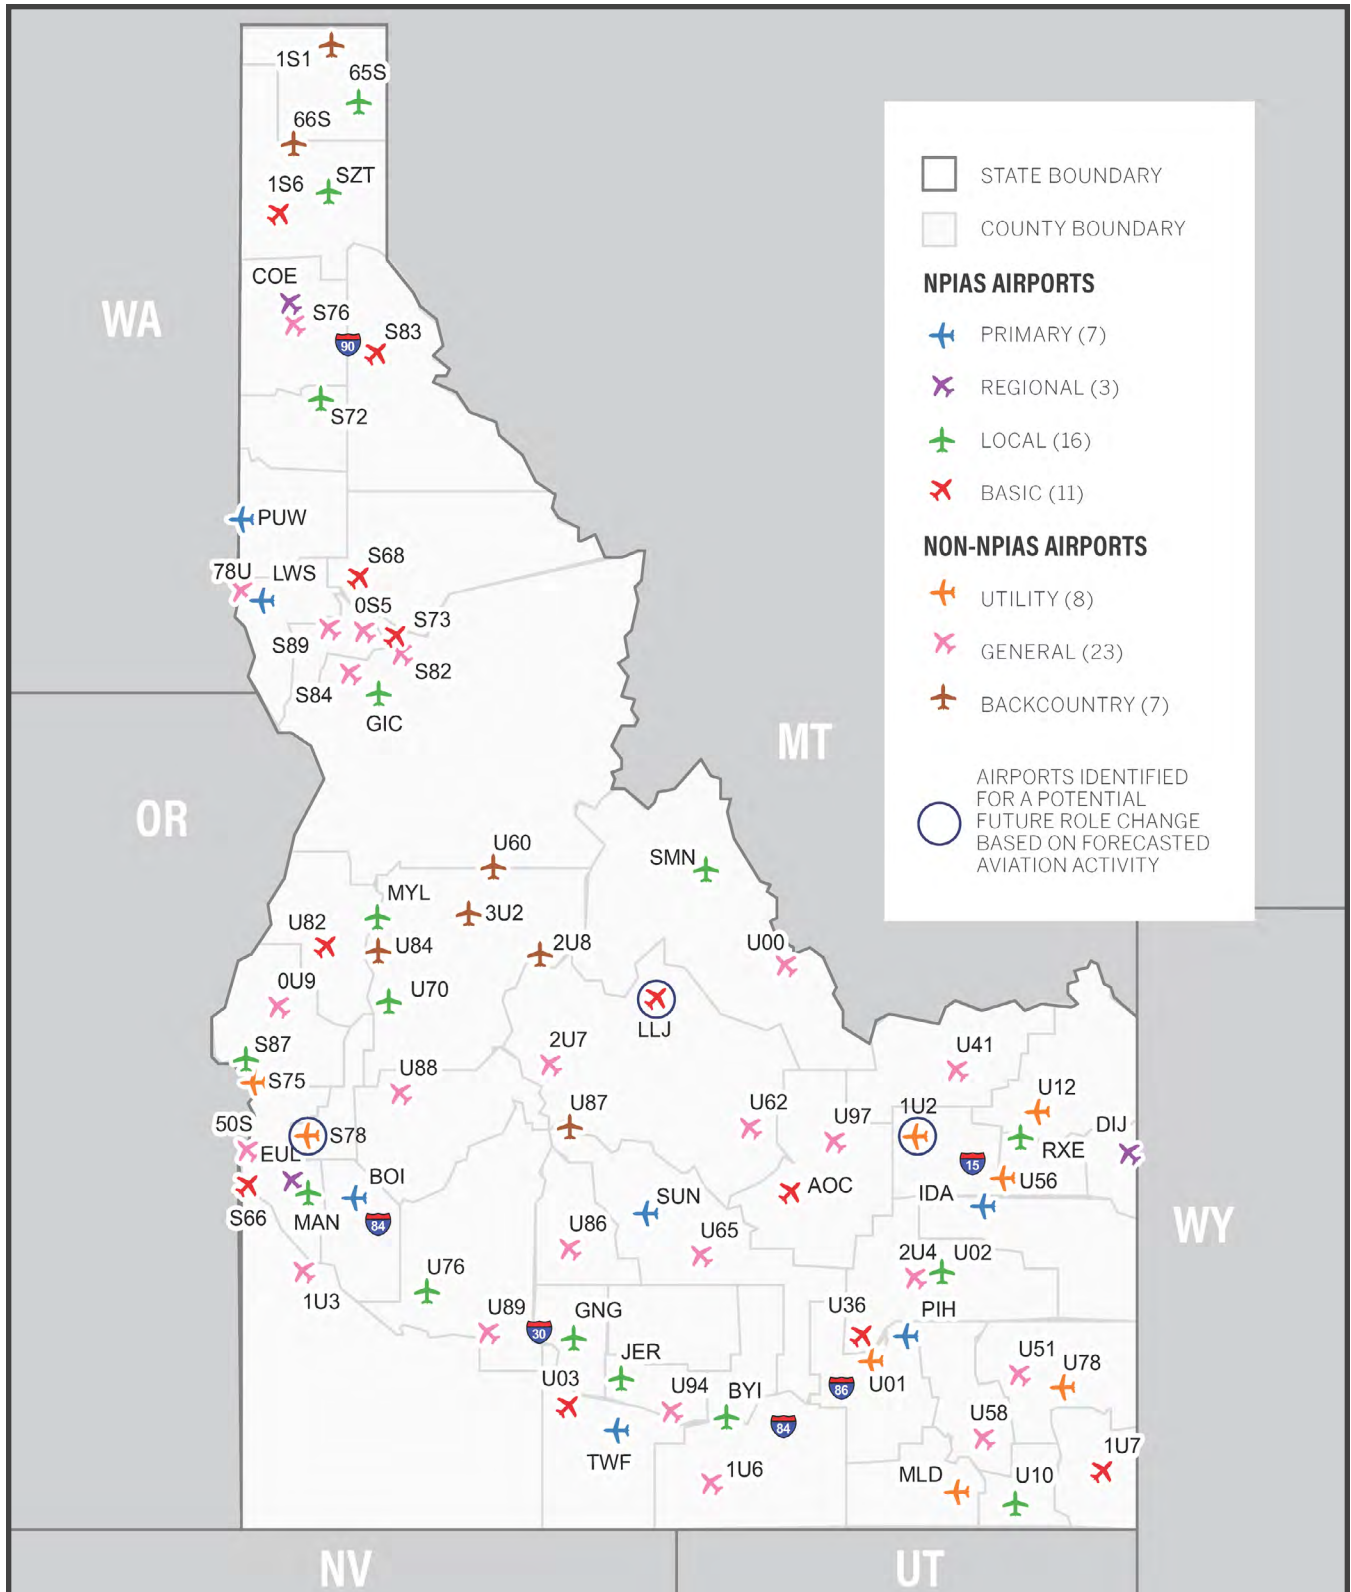 1S1
65S
66S
SZT
1S6
COE
S76
90
S83
S72
WA
PUW
78U
LWS
S68
0S5
S73
S89
S82
S84
GIC
MT
OR
U60
SMN
MYL
3U2
U82
U84
2U8
U00
0U9
U70
LLJ
S87
2U7
U41
S75
U88
U12
50S
S78
U87
U62
U97
1U2
DIJ
EUL
15
RXE
BOI
AOC
U56
S66
MAN
84
SUN
IDA
U86
U65
WY
2U4
U02
1U3
U76
U89
30
GNG
U36
PIH
JER
U51
U78
U03
U94
BYI
86
U01
84
U58
TWF
1U6
MLD
U10
1U7
NV
UT
STATE BOUNDARY
COUNTY BOUNDARY
NPIAS AIRPORTS
PRIMARY (7)
REGIONAL (3)
LOCAL (16)
BASIC (11)
NON-NPIAS AIRPORTS
UTILITY (8)
GENERAL (23)
BACKCOUNTRY (7)
AIRPORTS IDENTIFIED
FOR A POTENTIAL
FUTURE ROLE CHANGE
BASED ON FORECASTED
AVIATION ACTIVITY